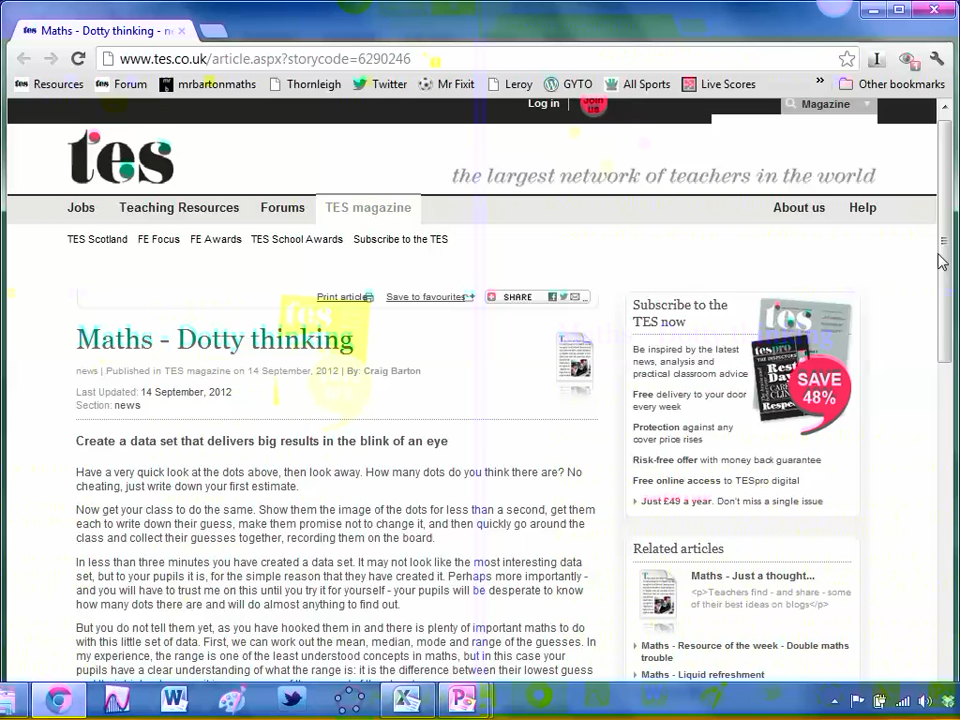 tes Maths - Dotty thinking - n
www.tes.co.uk/article.aspx?storycode=6290246
tes Resources tes Forum mrbartonmaths Thornleigh Twitter Mr Fixit Leroy GYTO All Sports Live Scores » Other bookmarks
Log in Join us Magazine
tes
the largest network of teachers in the world
Jobs Teaching Resources Forums TES magazine About us Help
TES Scotland FE Focus FE Awards TES School Awards Subscribe to the TES
Print article Save to favourites SHARE
Maths - Dotty thinking
news | Published in TES magazine on 14 September, 2012 | By: Craig Barton
Last Updated: 14 September, 2012
Section: news
Create a data set that delivers big results in the blink of an eye
Have a very quick look at the dots above, then look away. How many dots do you think there are? No
cheating, just write down your first estimate.
Now get your class to do the same. Show them the image of the dots for less than a second, get them
each to write down their guess, make them promise not to change it, and then quickly go around the
class and collect their guesses together, recording them on the board.
In less than three minutes you have created a data set. It may not look like the most interesting data
set, but to your pupils it is, for the simple reason that they have created it. Perhaps more importantly -
and you will have to trust me on this until you try it for yourself - your pupils will be desperate to know
how many dots there are and will do almost anything to find out.
But you do not tell them yet, as you have hooked them in and there is plenty of important maths to do
with this little set of data. First, we can work out the mean, median, mode and range of the guesses. In
my experience, the range is one of the least understood concepts in maths, but in this case your
pupils have a clear understanding of what the range is: it is the difference between their lowest guess
Subscribe to the
TES now
Be inspired by the latest
news, analysis and
practical classroom advice
Free delivery to your door
every week
Protection against any
cover price rises
Risk-free offer with money back guarantee
Free online access to TESpro digital
Just £49 a year. Don't miss a single issue
tes
tespro
SAVE
48%
Related articles
Maths - Just a thought...
<p>Teachers find - and share - some
of their best ideas on blogs</p>
Maths - Resource of the week - Double maths
trouble
Maths - Liquid refreshment